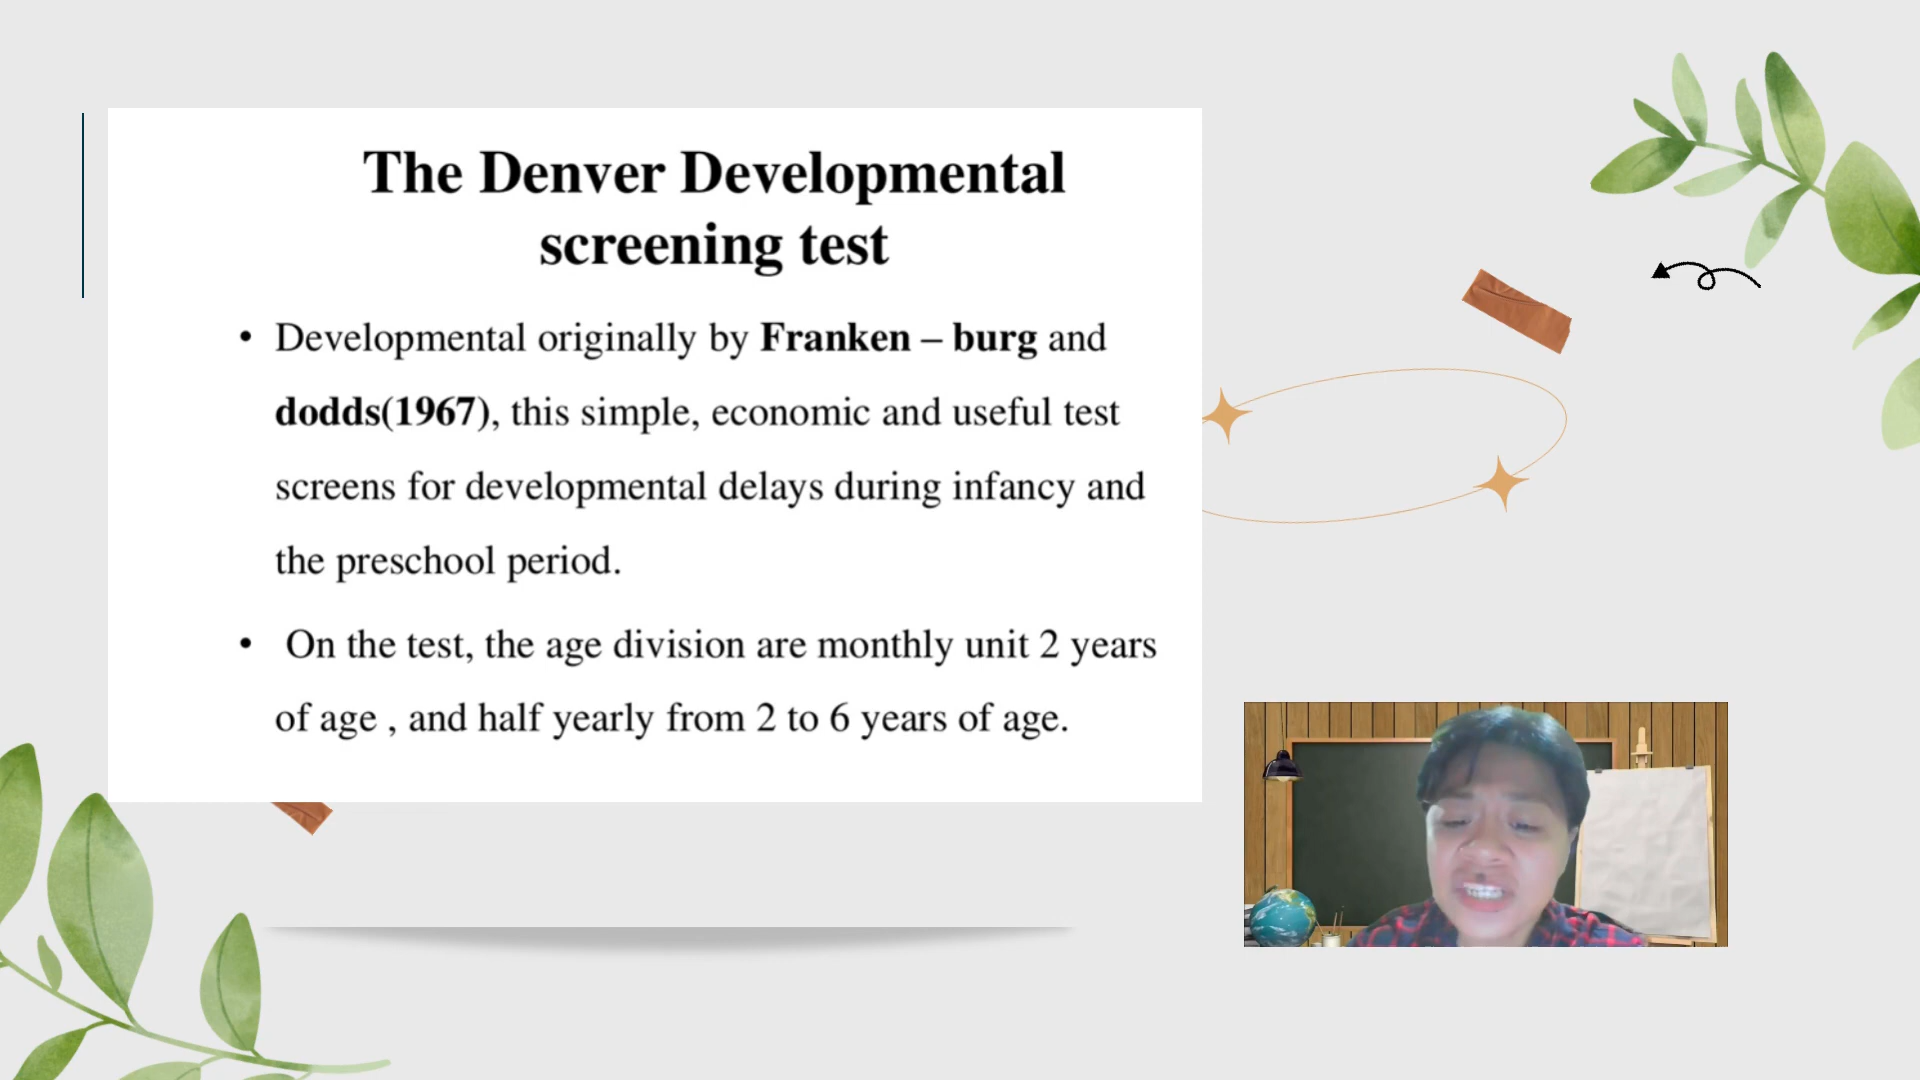 The Denver Developmental
screening test
• Developmental originally by Franken – burg and
dodds(1967), this simple, economic and useful test
screens for developmental delays during infancy and
the preschool period.
• On the test, the age division are monthly unit 2 years
of age , and half yearly from 2 to 6 years of age.